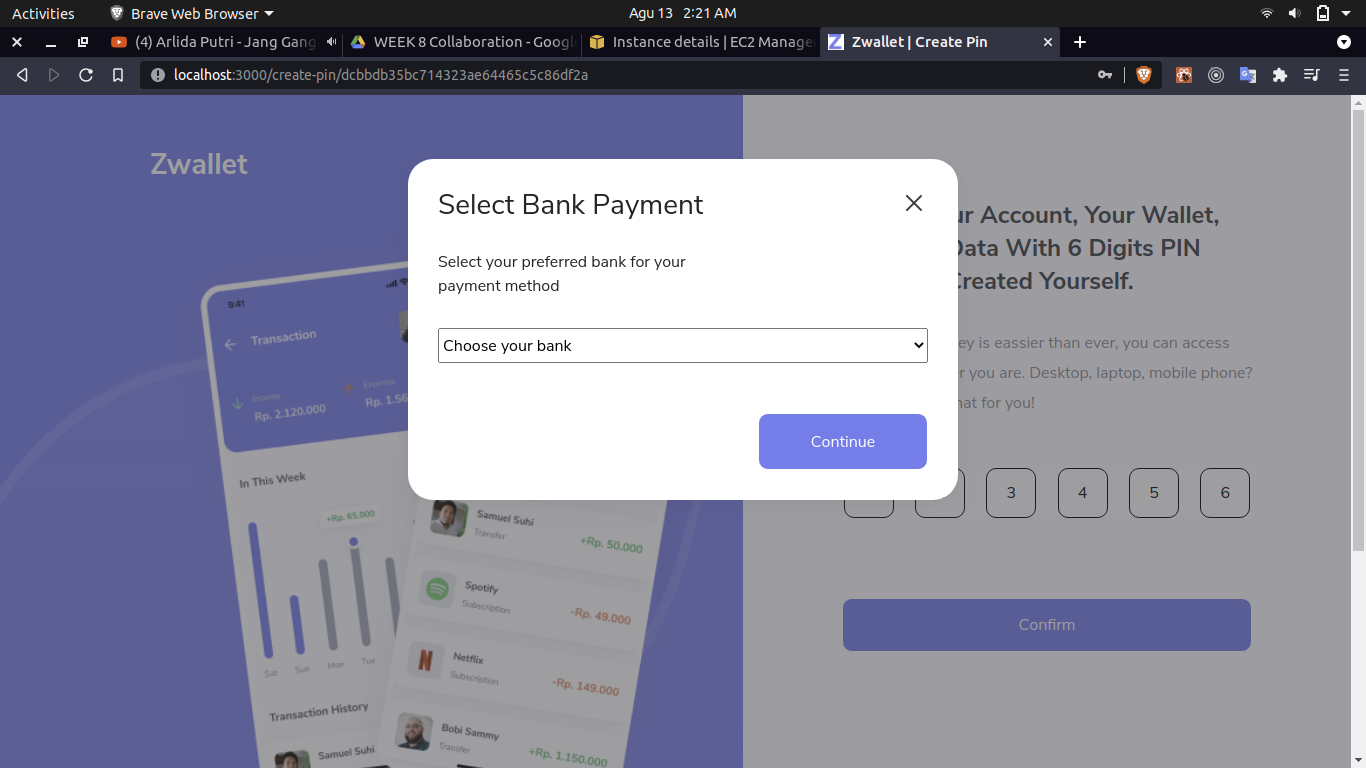 Activities
Brave Web Browser
Agu 13 2:21 AM
(4) Arlida Putri - Jang Gang
WEEK 8 Collaboration - Googl
Instance details | EC2 Manage
Zwallet | Create Pin
localhost:3000/create-pin/dcbbdb35bc714323ae64465c5c86df2a
Zwallet
Select Bank Payment
Select your preferred bank for your
payment method
Choose your bank
Continue
ur Account, Your Wallet,
Data With 6 Digits PIN
Created Yourself.
ey is eassier than ever, you can access
r you are. Desktop, laptop, mobile phone?
hat for you!
3
4
5
6
Confirm
9:41
Transaction
Income
Rp. 2.120.000
Expense
Rp. 1.56
In This Week
+Rp. 65.000
Sat
Sun
Mon
Tue
Transaction History
Samuel Suhi
Samuel Suhi
Transfer
+Rp. 50.000
Spotify
Subscription
-Rp. 49.000
Netflix
Subscription
-Rp. 149.000
Bobi Sammy
Transfer
+Rp. 1.150.000